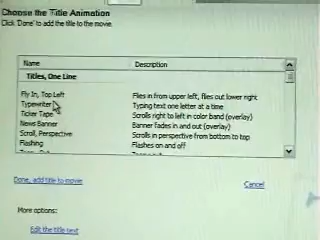 Choose the Title Animation
Click 'Done' to add the title to the movie.
Name Description
Titles, One Line
Fly In, Top Left Flies in from upper left, flies out lower right
Typewriter Typing text one letter at a time
Ticker Tape Scrolls right to left in color band (overlay)
News Banner Banner fades in and out (overlay)
Scroll, Perspective Scrolls in perspective from bottom to top
Flashing Flashes on and off
Done, add title to movie Cancel
More options:
Edit the title text